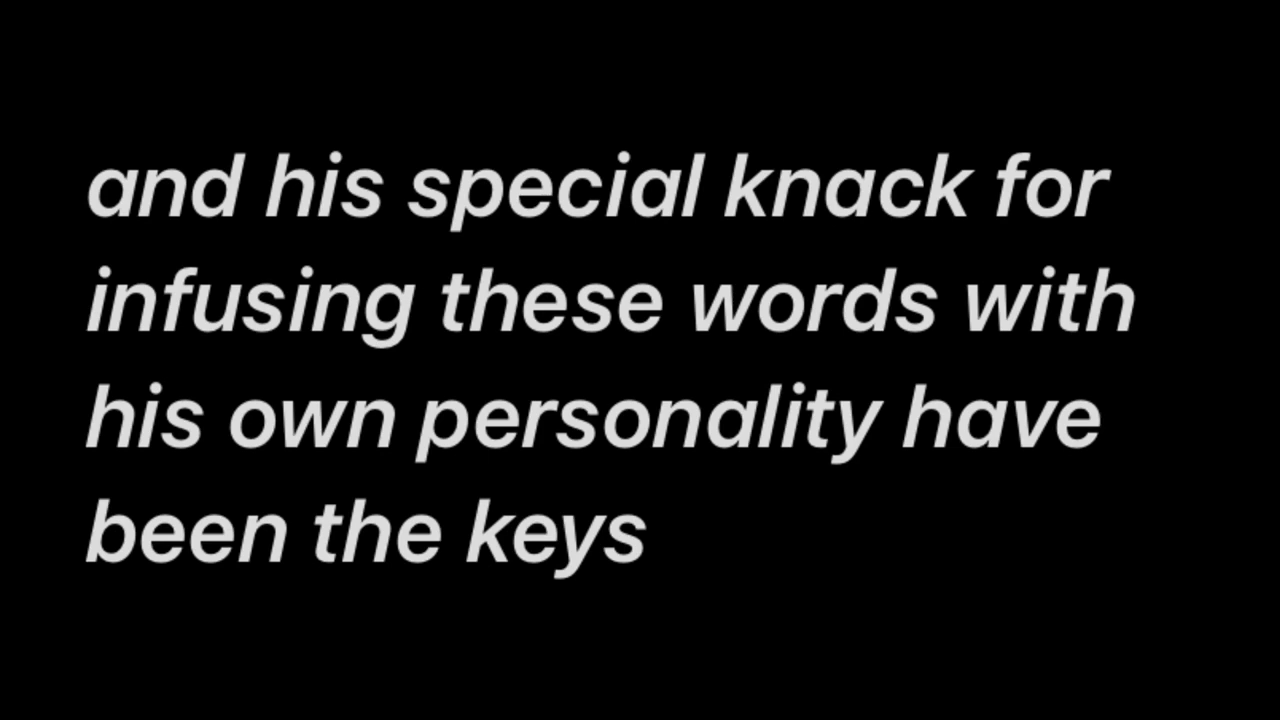 and his special knack for
infusing these words with
his own personality have
been the keys